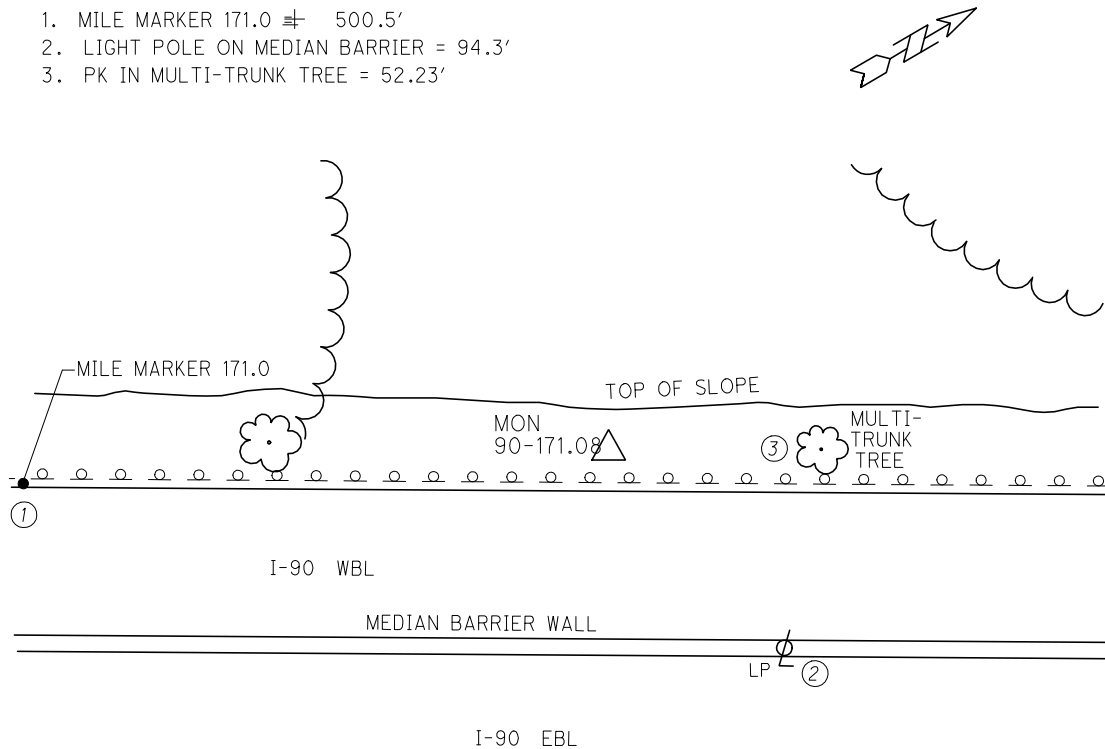 1. MILE MARKER 171.0 ± 500.5'
2. LIGHT POLE ON MEDIAN BARRIER = 94.3'
3. PK IN MULTI-TRUNK TREE = 52.23'
MILE MARKER 171.0
TOP OF SLOPE
MON
90-171.08
3
MULTI-
TRUNK
TREE
1
I-90 WBL
MEDIAN BARRIER WALL
LP
2
I-90 EBL